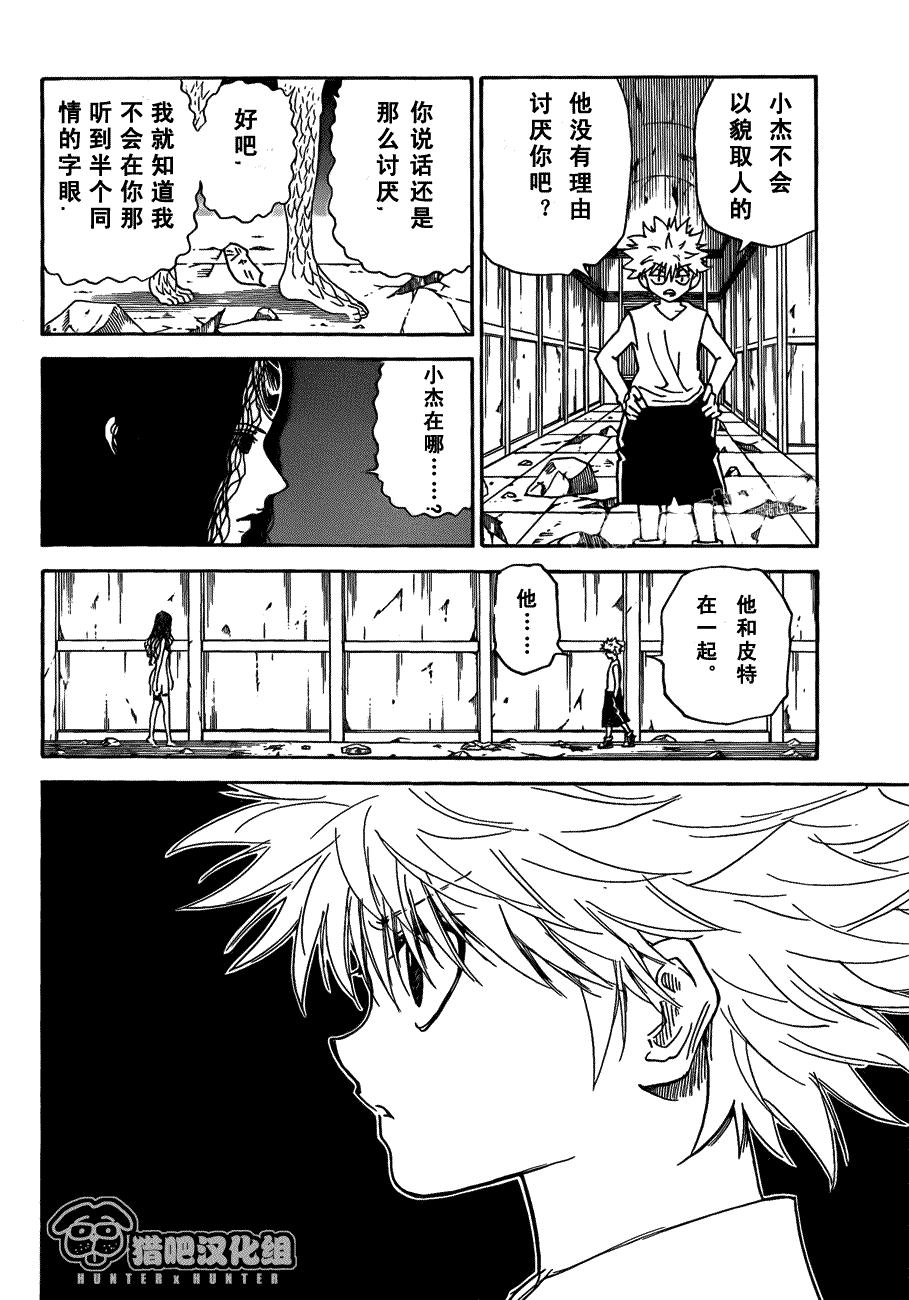 小杰不会
以貌取人的
他没有理由
讨厌你吧？
你说话还是
那么讨厌,
好吧,
我就知道我
不会在你那
听到半个同
情的字眼.
小杰在哪……?
他和皮特
在一起。
他……
猎吧汉化组
HUNTER x HUNTER